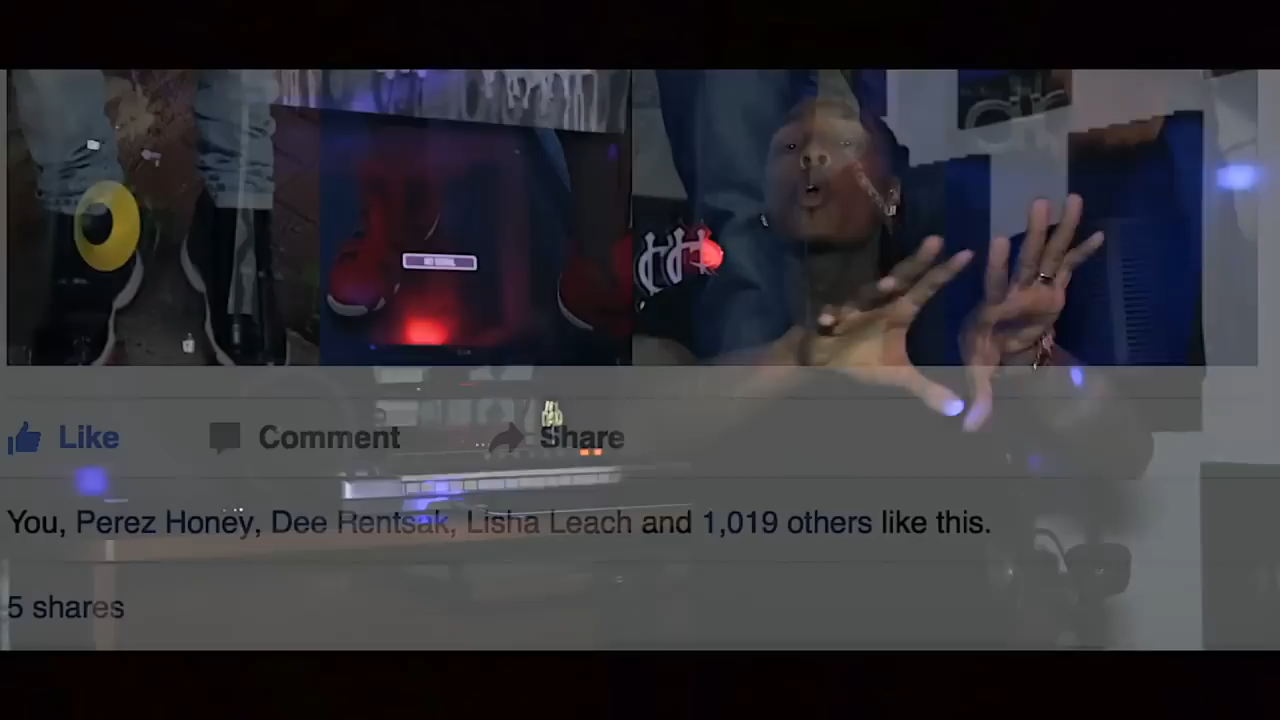 Like Comment Share
You, Perez Honey, Dee Rentsak, Lisha Leach and 1,019 others like this.
5 shares